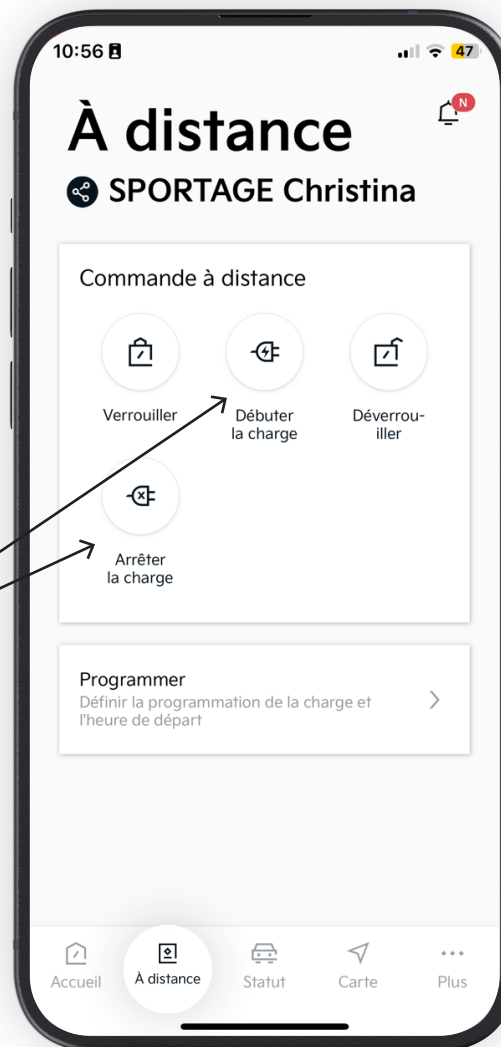 10:56
47
N
À distance
SPORTAGE Christina
Commande à distance
Verrouiller
Débuter
la charge
Déverrou-
iller
Arrêter
la charge
Programmer
Définir la programmation de la charge et
l'heure de départ
Accueil
À distance
Statut
Carte
Plus